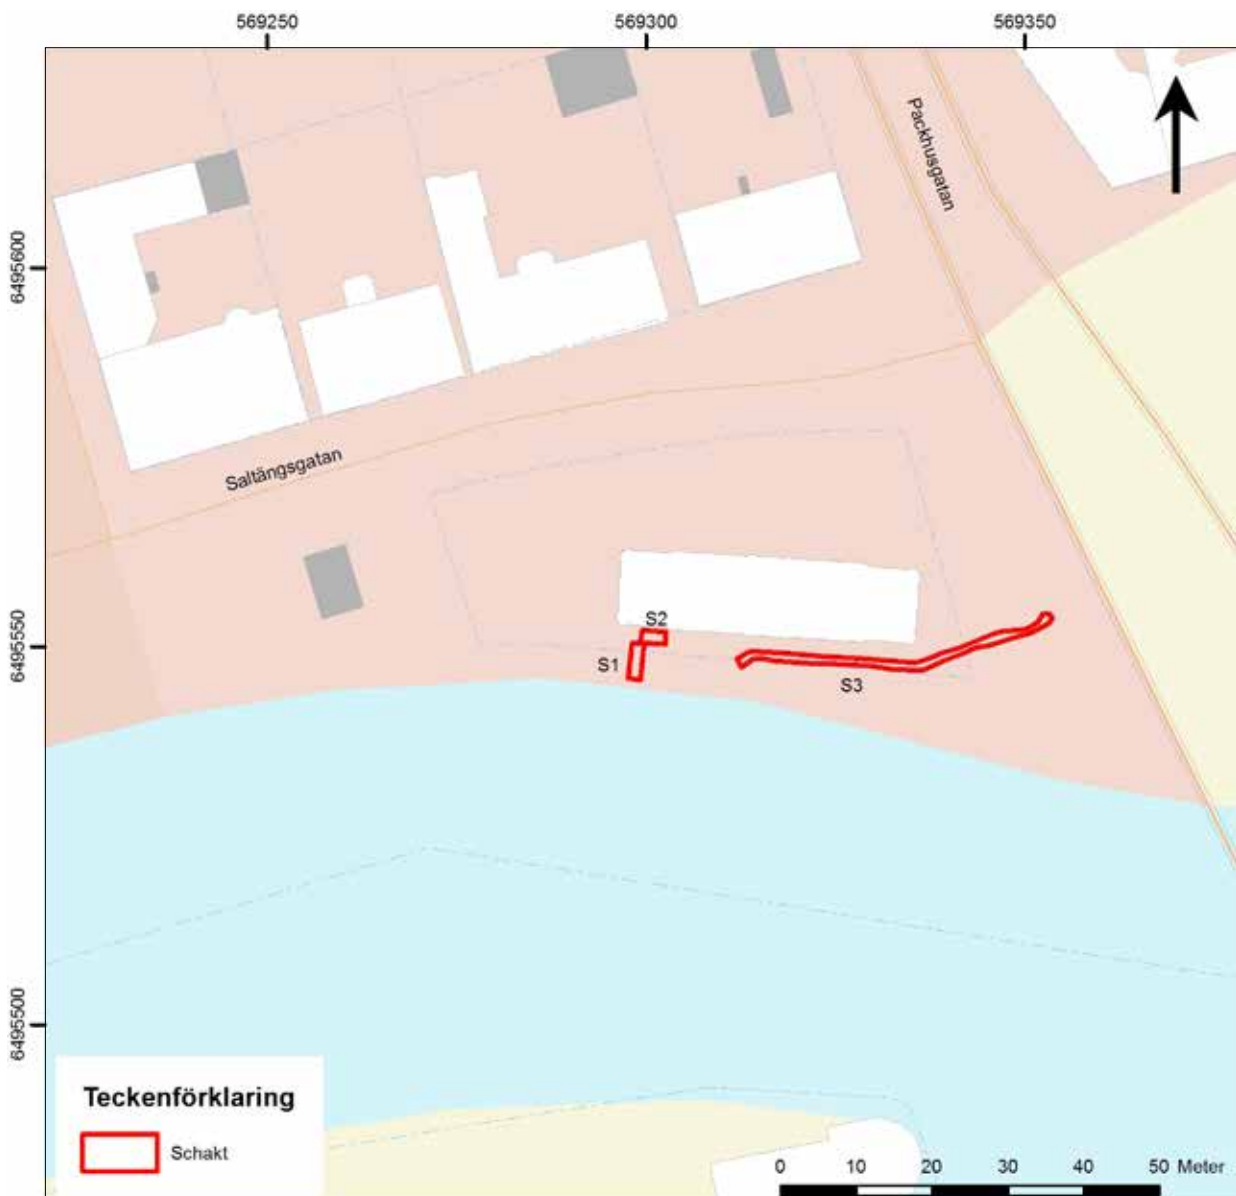 569250 569300 569350
Packhusgatan
6495600
Saltängsgatan
6495550
S2
S1
S3
6495500
Teckenförklaring
Schakt
0 10 20 30 40 50 Meter